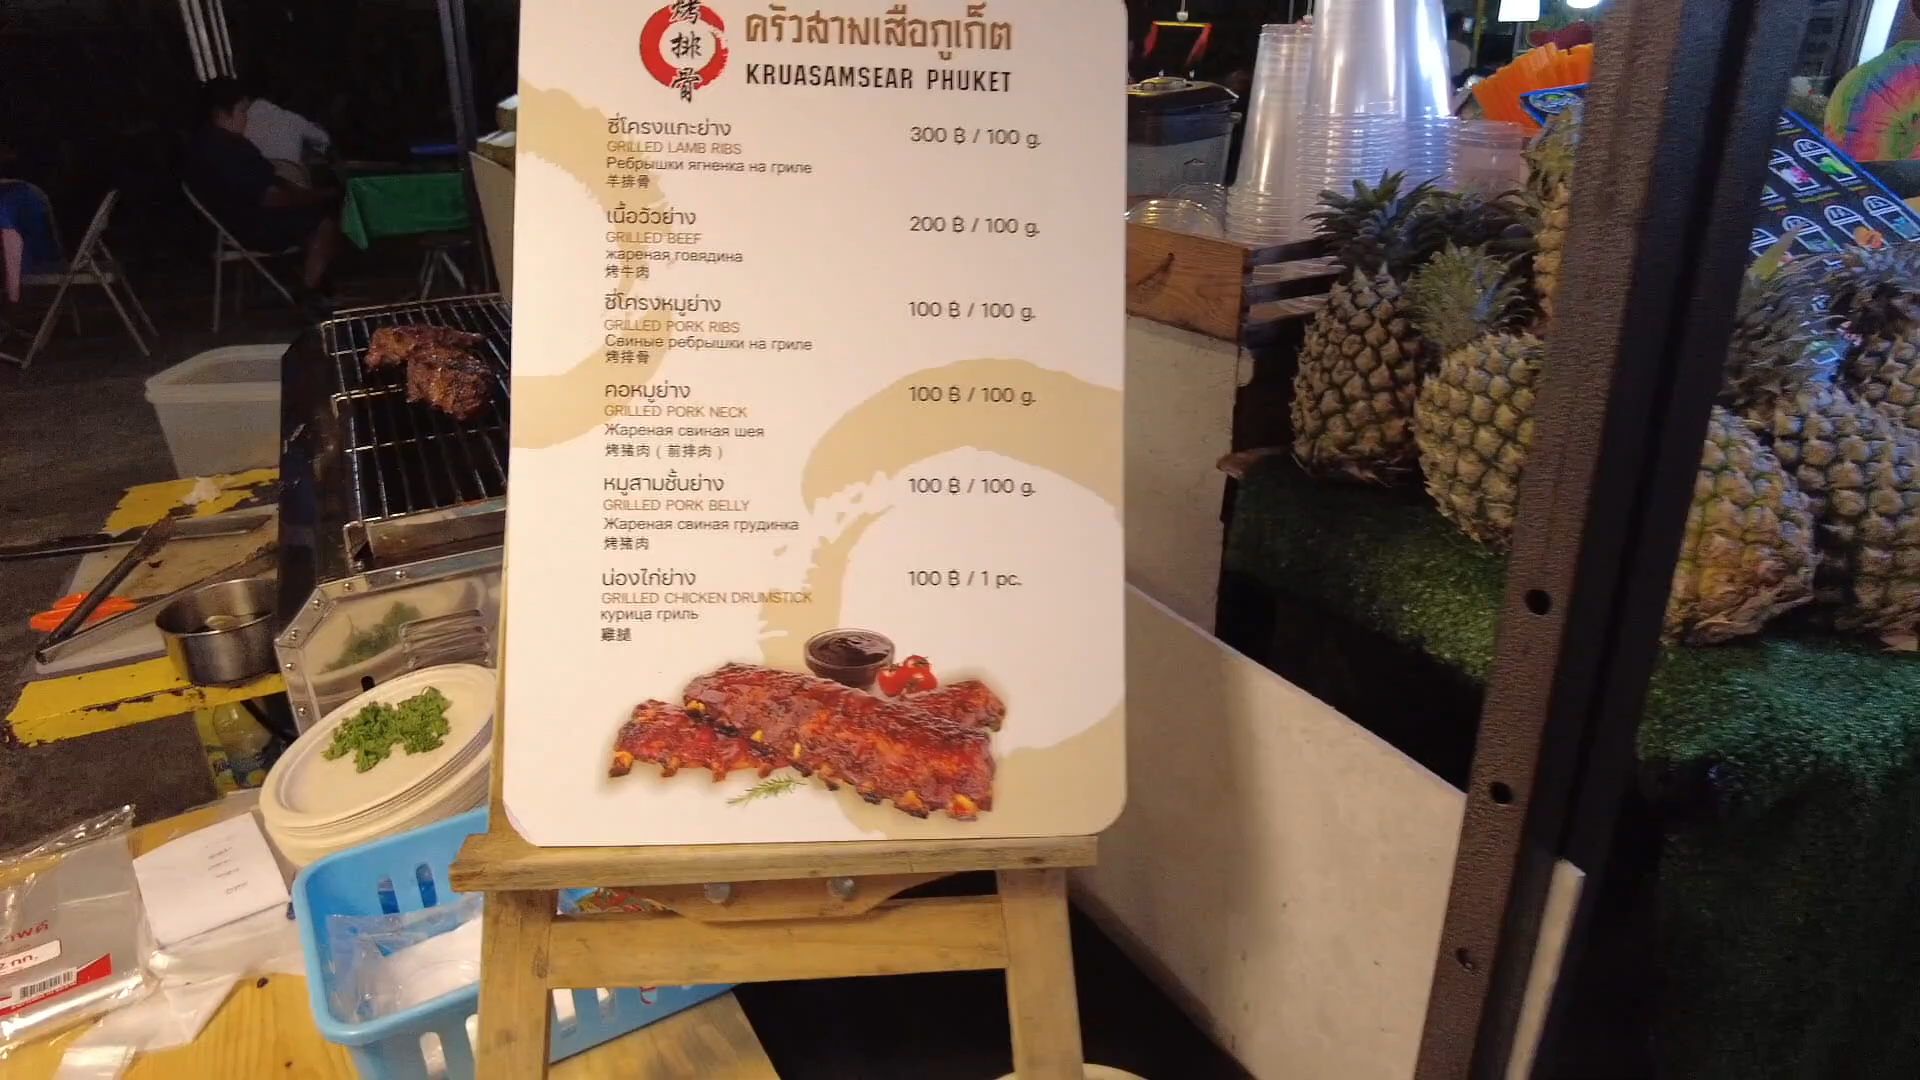 烤排骨
ครัวสามเสือภูเก็ต
KRUASAMSEAR PHUKET
ซี่โครงแกะย่าง 300 ฿ / 100 g.
GRILLED LAMB RIBS
Ребрышки ягненка на гриле
羊排骨
เนื้อวัวย่าง 200 ฿ / 100 g.
GRILLED BEEF
жареная говядина
烤牛肉
ซี่โครงหมูย่าง 100 ฿ / 100 g.
GRILLED PORK RIBS
Свиные ребрышки на гриле
烤排骨
คอหมูย่าง 100 ฿ / 100 g.
GRILLED PORK NECK
Жареная свиная шея
烤豬肉 ( 前排肉 )
หมูสามชั้นย่าง 100 ฿ / 100 g.
GRILLED PORK BELLY
Жареная свиная грудинка
烤豬肉
น่องไก่ย่าง 100 ฿ / 1 pc.
GRILLED CHICKEN DRUMSTICK
курица гриль
雞腿